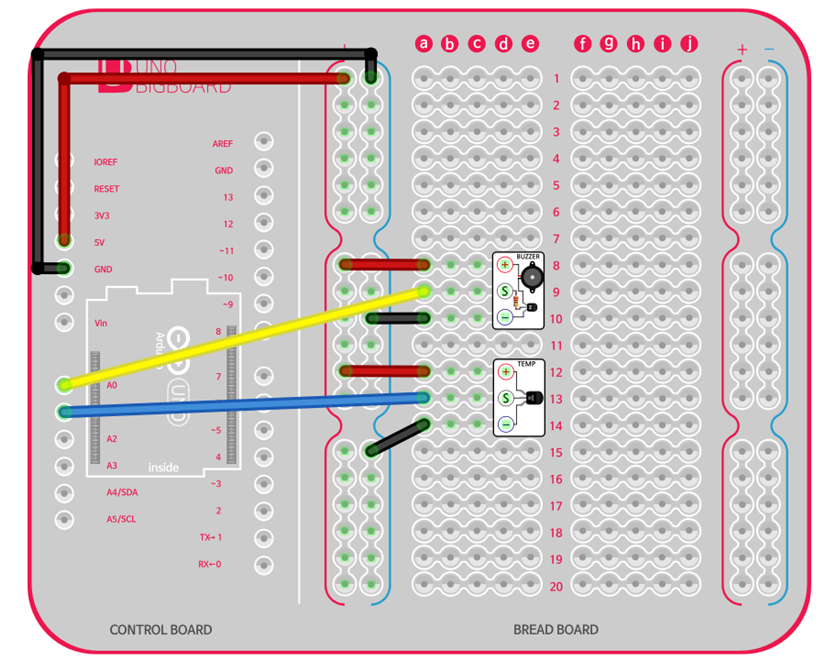 UNO
BIGBOARD
AREF
GND
13
12
~11
~10
~9
8
7
~5
4
~3
2
TX→1
RX←0
IOREF
RESET
3V3
5V
GND
Vin
A0
A2
A3
A4/SDA
A5/SCL
UNO
inside
CONTROL BOARD
a b c d e f g h i j
+ −
1
2
3
4
5
6
7
8
9
10
11
12
13
14
15
16
17
18
19
20
BUZZER
+
S
−
TEMP
+
S
−
BREAD BOARD